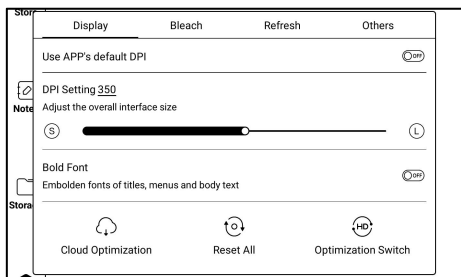 Store
Display Bleach Refresh Others
Use APP's default DPI OFF
DPI Setting 350
Adjust the overall interface size
Note
S L
Bold Font
OFF
Embolden fonts of titles, menus and body text
Stora
HD
Cloud Optimization Reset All Optimization Switch